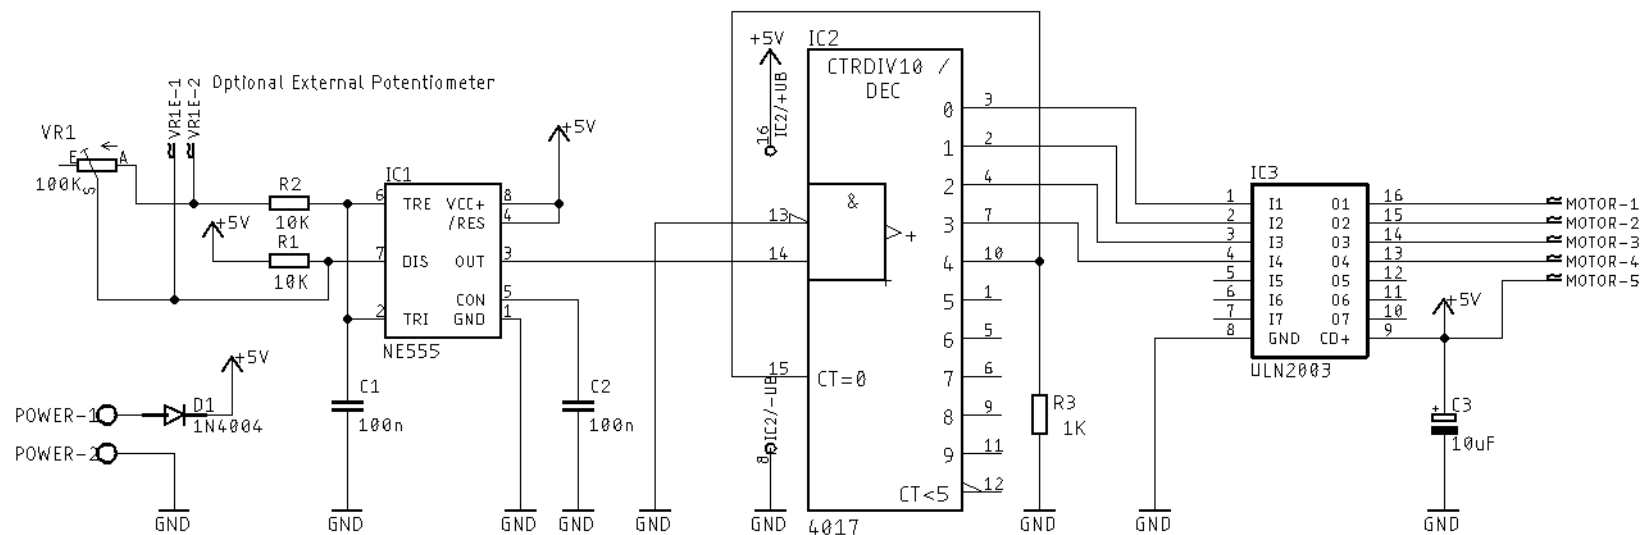 Optional External Potentiometer
VR1E-1
VR1E-2
VR1
E
A
S
100K
+5V
R2
10K
R1
10K
IC1
6
TRE
VCC+
8
/RES
4
7
DIS
OUT
3
CON
5
2
TRI
GND
1
NE555
+5V
POWER-1
POWER-2
D1
1N4004
+5V
GND
C1
100n
GND
GND
C2
100n
GND
GND
+5V
16
IC2/+UB
IC2
CTRDIV10 /
DEC
&
+
+
13
14
15
CT=0
0
3
1
2
2
4
3
7
4
10
5
1
6
5
7
6
8
9
9
11
CT<5
12
4017
8
IC2/-UB
GND
R3
1K
GND
IC3
1
I1
O1
16
MOTOR-1
2
I2
O2
15
MOTOR-2
3
I3
O3
14
MOTOR-3
4
I4
O4
13
MOTOR-4
5
I5
O5
12
MOTOR-5
6
I6
O6
11
7
I7
O7
10
8
GND
CD+
9
ULN2003
GND
+5V
+
C3
10uF
GND